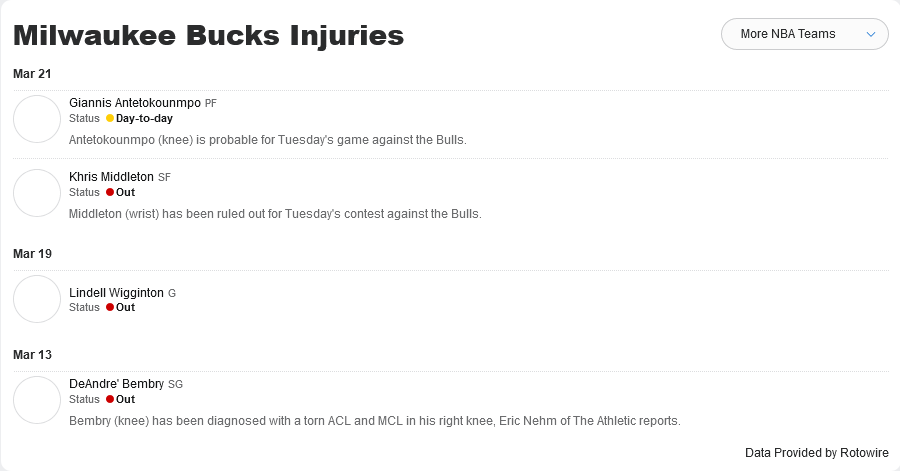 Milwaukee Bucks Injuries
More NBA Teams
Mar 21
Giannis Antetokounmpo PF
Status Day-to-day
Antetokounmpo (knee) is probable for Tuesday's game against the Bulls.
Khris Middleton SF
Status Out
Middleton (wrist) has been ruled out for Tuesday's contest against the Bulls.
Mar 19
Lindell Wigginton G
Status Out
Mar 13
DeAndre' Bembry SG
Status Out
Bembry (knee) has been diagnosed with a torn ACL and MCL in his right knee, Eric Nehm of The Athletic reports.
Data Provided by Rotowire